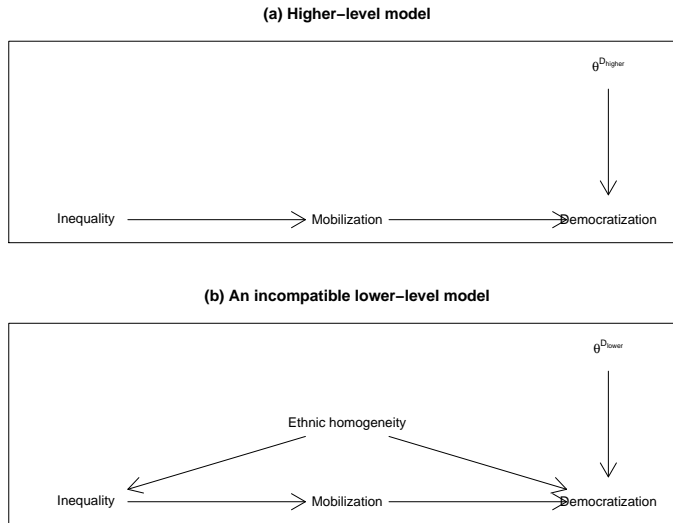 (a) Higher−level model
θ^D_higher
Inequality Mobilization Democratization
(b) An incompatible lower−level model
θ^D_lower
Ethnic homogeneity
Inequality Mobilization Democratization